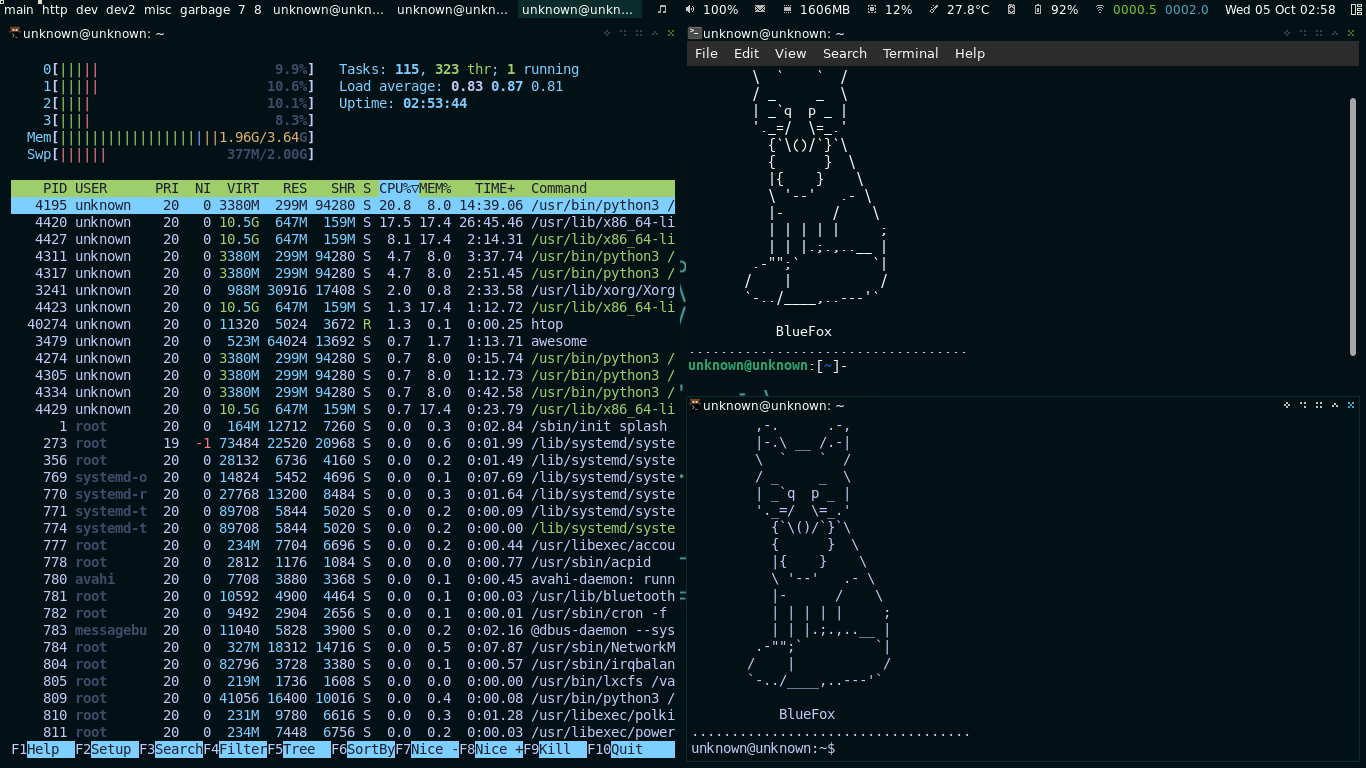 main http dev dev2 misc garbage 7 8 unknown@unkn... unknown@unkn... unknown@unkn... 100% 1606MB 12% 27.8°C 92% 0000.5 0002.0 Wed 05 Oct 02:58
unknown@unknown: ~
0[||||| 9.9%] Tasks: 115, 323 thr; 1 running
1[||||| 10.6%] Load average: 0.83 0.87 0.81
2[|||| 10.1%] Uptime: 02:53:44
3[|||| 8.3%]
Mem[||||||||||||||||||||1.96G/3.64G]
Swp[|||||| 377M/2.00G]
PID USER PRI NI VIRT RES SHR S CPU%▽MEM% TIME+ Command
4195 unknown 20 0 3380M 299M 94280 S 20.8 8.0 14:39.06 /usr/bin/python3 /
4420 unknown 20 0 10.5G 647M 159M S 17.5 17.4 26:45.46 /usr/lib/x86_64-li
4427 unknown 20 0 10.5G 647M 159M S 8.1 17.4 2:14.31 /usr/lib/x86_64-li
4311 unknown 20 0 3380M 299M 94280 S 4.7 8.0 3:37.74 /usr/bin/python3 /
4317 unknown 20 0 3380M 299M 94280 S 4.7 8.0 2:51.45 /usr/bin/python3 /
3241 unknown 20 0 988M 30916 17408 S 2.0 0.8 2:33.58 /usr/lib/xorg/Xorg
4423 unknown 20 0 10.5G 647M 159M S 1.3 17.4 1:12.72 /usr/lib/x86_64-li
40274 unknown 20 0 11320 5024 3672 R 1.3 0.1 0:00.25 htop
3479 unknown 20 0 523M 64024 13692 S 0.7 1.7 1:13.71 awesome
4274 unknown 20 0 3380M 299M 94280 S 0.7 8.0 0:15.74 /usr/bin/python3 /
4305 unknown 20 0 3380M 299M 94280 S 0.7 8.0 1:12.73 /usr/bin/python3 /
4334 unknown 20 0 3380M 299M 94280 S 0.7 8.0 0:42.58 /usr/bin/python3 /
4429 unknown 20 0 10.5G 647M 159M S 0.7 17.4 0:23.79 /usr/lib/x86_64-li
1 root 20 0 164M 12712 7260 S 0.0 0.3 0:02.84 /sbin/init splash
273 root 19 -1 73484 22520 20968 S 0.0 0.6 0:01.99 /lib/systemd/syste
356 root 20 0 28132 6736 4160 S 0.0 0.2 0:01.49 /lib/systemd/syste
769 systemd-o 20 0 14824 5452 4696 S 0.0 0.1 0:07.69 /lib/systemd/syste
770 systemd-r 20 0 27768 13200 8484 S 0.0 0.3 0:01.64 /lib/systemd/syste
771 systemd-t 20 0 89708 5844 5020 S 0.0 0.2 0:00.09 /lib/systemd/syste
774 systemd-t 20 0 89708 5844 5020 S 0.0 0.2 0:00.00 /lib/systemd/syste
777 root 20 0 234M 7704 6696 S 0.0 0.2 0:00.44 /usr/libexec/accou
778 root 20 0 2812 1176 1084 S 0.0 0.0 0:00.77 /usr/sbin/acpid
780 avahi 20 0 7708 3880 3368 S 0.0 0.1 0:00.45 avahi-daemon: runn
781 root 20 0 10592 4900 4464 S 0.0 0.1 0:00.03 /usr/lib/bluetooth
782 root 20 0 9492 2904 2656 S 0.0 0.1 0:00.01 /usr/sbin/cron -f
783 messagebu 20 0 11040 5828 3900 S 0.0 0.2 0:02.16 @dbus-daemon --sys
784 root 20 0 327M 18312 14716 S 0.0 0.5 0:07.87 /usr/sbin/NetworkM
804 root 20 0 82796 3728 3380 S 0.0 0.1 0:00.57 /usr/sbin/irqbalan
805 root 20 0 219M 1736 1608 S 0.0 0.0 0:00.00 /usr/bin/lxcfs /va
809 root 20 0 41056 16400 10016 S 0.0 0.4 0:00.08 /usr/bin/python3 /
810 root 20 0 231M 9780 6616 S 0.0 0.3 0:01.28 /usr/libexec/polki
811 root 20 0 234M 7448 6756 S 0.0 0.2 0:00.03 /usr/libexec/power
F1Help F2Setup F3SearchF4FilterF5Tree F6SortByF7Nice -F8Nice +F9Kill F10Quit
unknown@unknown: ~
File Edit View Search Terminal Help
BlueFox
unknown@unknown:[~]-
unknown@unknown: ~
BlueFox
unknown@unknown:~$